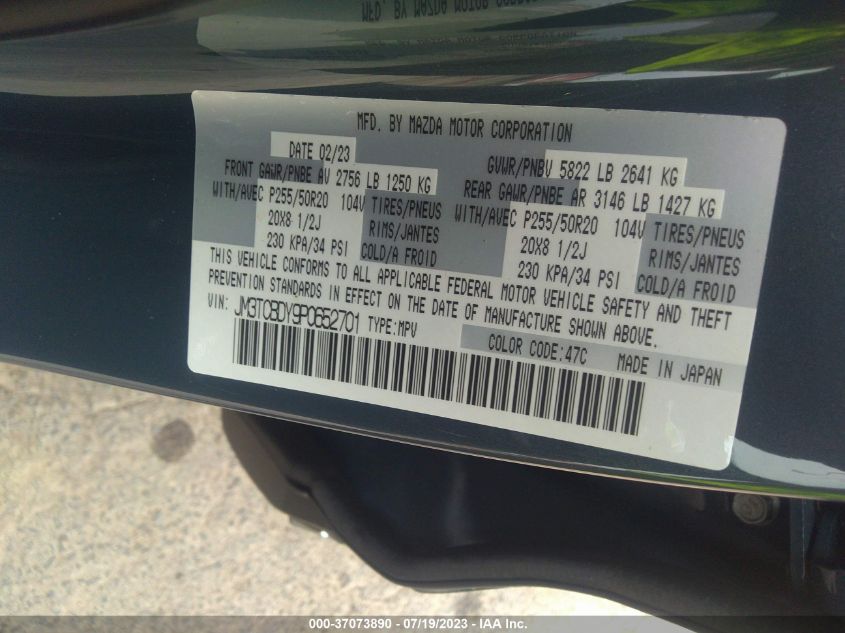 MFD. BY MAZDA MOTOR CORPORATION
DATE 02/23 GVWR/PNBV 5822 LB 2641 KG
FRONT GAWR/PNBE AV 2756 LB 1250 KG REAR GAWR/PNBE AR 3146 LB 1427 KG
WITH/AVEC P255/50R20 104V TIRES/PNEUS WITH/AVEC P255/50R20 104V TIRES/PNEUS
20X8 1/2J RIMS/JANTES 20X8 1/2J RIMS/JANTES
230 KPA/34 PSI COLD/A FROID 230 KPA/34 PSI COLD/A FROID
THIS VEHICLE CONFORMS TO ALL APPLICABLE FEDERAL MOTOR VEHICLE SAFETY AND THEFT
PREVENTION STANDARDS IN EFFECT ON THE DATE OF MANUFACTURE SHOWN ABOVE.
VIN: JM3TCBDY9P0652701 TYPE:MPV
COLOR CODE:47C MADE IN JAPAN
000-37073890 - 07/19/2023 - IAA Inc.